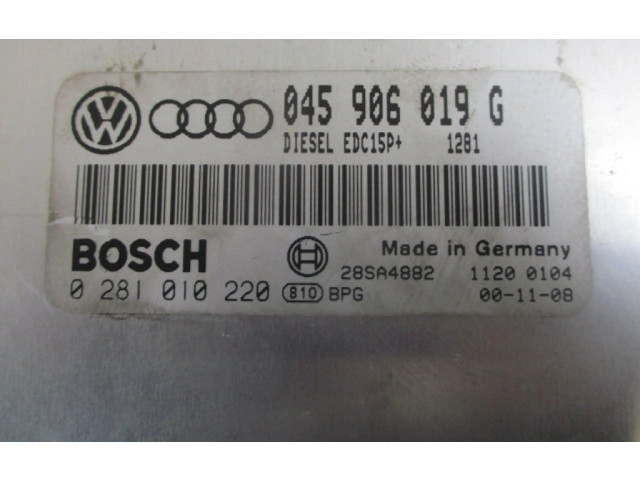 045 906 019 G
DIESEL EDC15P+ 1281
BOSCH Made in Germany
28SA4882 1120 0104
0 281 010 220 810 BPG 00-11-08